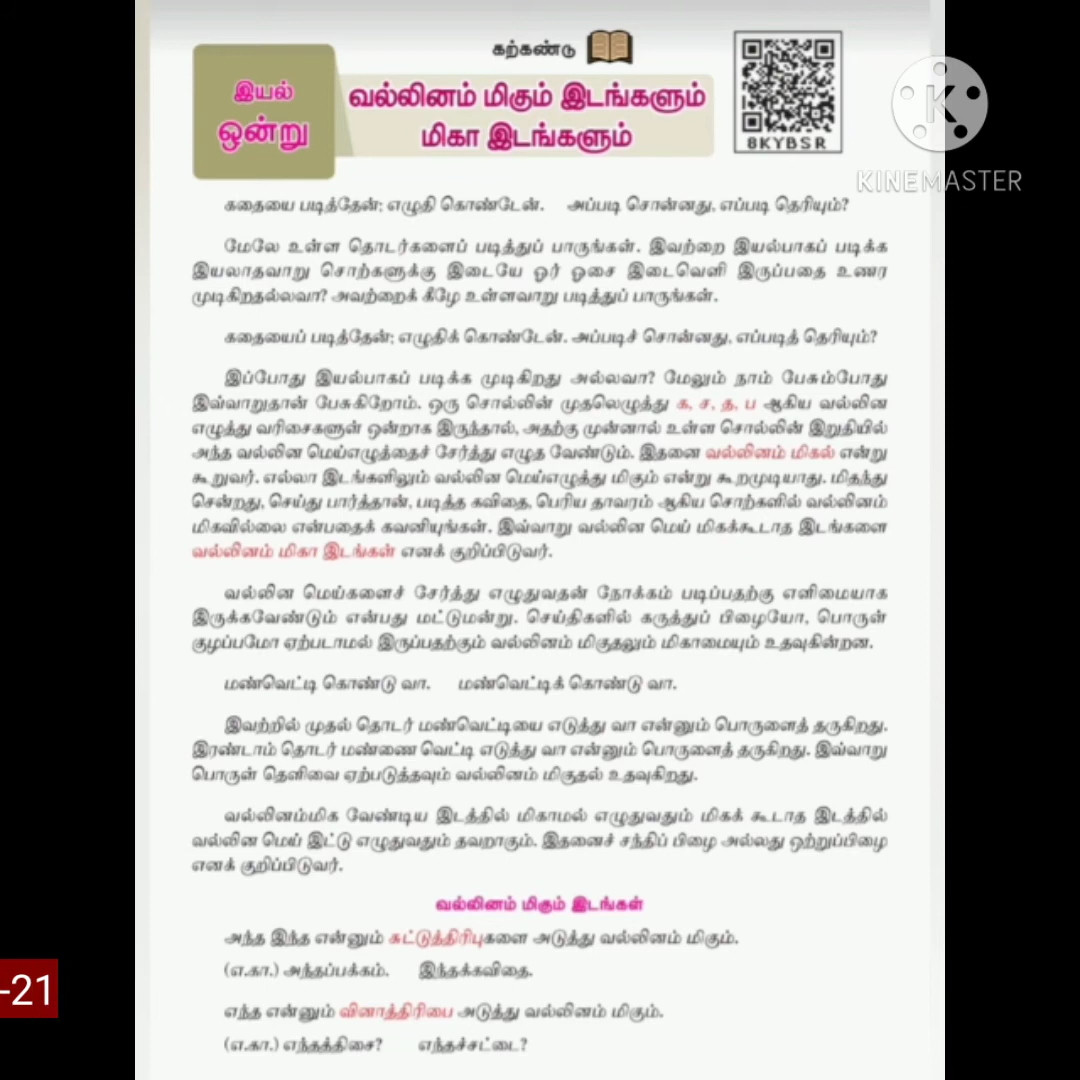 கற்கண்டு
இயல்
ஒன்று
வல்லினம் மிகும் இடங்களும்
மிகா இடங்களும்
8KYBSR
K
KINEMASTER
கதையை படித்தேன்; எழுதி கொண்டேன். அப்படி சொன்னது, எப்படி தெரியும்?
மேலே உள்ள தொடர்களைப் படித்துப் பாருங்கள். இவற்றை இயல்பாகப் படிக்க
இயலாதவாறு சொற்களுக்கு இடையே ஓர் ஓசை இடைவெளி இருப்பதை உணர
முடிகிறதல்லவா? அவற்றைக் கீழே உள்ளவாறு படித்துப் பாருங்கள்.
கதையைப் படித்தேன்; எழுதிக் கொண்டேன். அப்படிச் சொன்னது, எப்படித் தெரியும்?
இப்போது இயல்பாகப் படிக்க முடிகிறது அல்லவா? மேலும் நாம் பேசும்போது
இவ்வாறுதான் பேசுகிறோம். ஒரு சொல்லின் முதலெழுத்து க, ச, த, ப ஆகிய வல்லின
எழுத்து வரிசைகளுள் ஒன்றாக இருந்தால், அதற்கு முன்னால் உள்ள சொல்லின் இறுதியில்
அந்த வல்லின மெய்எழுத்தைச் சேர்த்து எழுத வேண்டும். இதனை வல்லினம் மிகல் என்று
கூறுவர். எல்லா இடங்களிலும் வல்லின மெய்எழுத்து மிகும் என்று கூறமுடியாது. மிதந்து
சென்றது, செய்து பார்த்தான், படித்த கவிதை, பெரிய தாவரம் ஆகிய சொற்களில் வல்லினம்
மிகவில்லை என்பதைக் கவனியுங்கள். இவ்வாறு வல்லின மெய் மிகக்கூடாத இடங்களை
வல்லினம் மிகா இடங்கள் எனக் குறிப்பிடுவர்.
வல்லின மெய்களைச் சேர்த்து எழுதுவதன் நோக்கம் படிப்பதற்கு எளிமையாக
இருக்கவேண்டும் என்பது மட்டுமன்று. செய்திகளில் கருத்துப் பிழையோ, பொருள்
குழப்பமோ ஏற்படாமல் இருப்பதற்கும் வல்லினம் மிகுதலும் மிகாமையும் உதவுகின்றன.
மண்வெட்டி கொண்டு வா. மண்வெட்டிக் கொண்டு வா.
இவற்றில் முதல் தொடர் மண்வெட்டியை எடுத்து வா என்னும் பொருளைத் தருகிறது.
இரண்டாம் தொடர் மண்ணை வெட்டி எடுத்து வா என்னும் பொருளைத் தருகிறது. இவ்வாறு
பொருள் தெளிவை ஏற்படுத்தவும் வல்லினம் மிகுதல் உதவுகிறது.
வல்லினம்மிக வேண்டிய இடத்தில் மிகாமல் எழுதுவதும் மிகக் கூடாத இடத்தில்
வல்லின மெய் இட்டு எழுதுவதும் தவறாகும். இதனைச் சந்திப் பிழை அல்லது ஒற்றுப்பிழை
எனக் குறிப்பிடுவர்.
வல்லினம் மிகும் இடங்கள்
அந்த இந்த என்னும் சுட்டுத்திரிபுகளை அடுத்து வல்லினம் மிகும்.
(எ.கா.) அந்தப்பக்கம். இந்தக்கவிதை.
-21
எந்த என்னும் வினாத்திரிபை அடுத்து வல்லினம் மிகும்.
(எ.கா.) எந்தத்திசை? எந்தச்சட்டை?